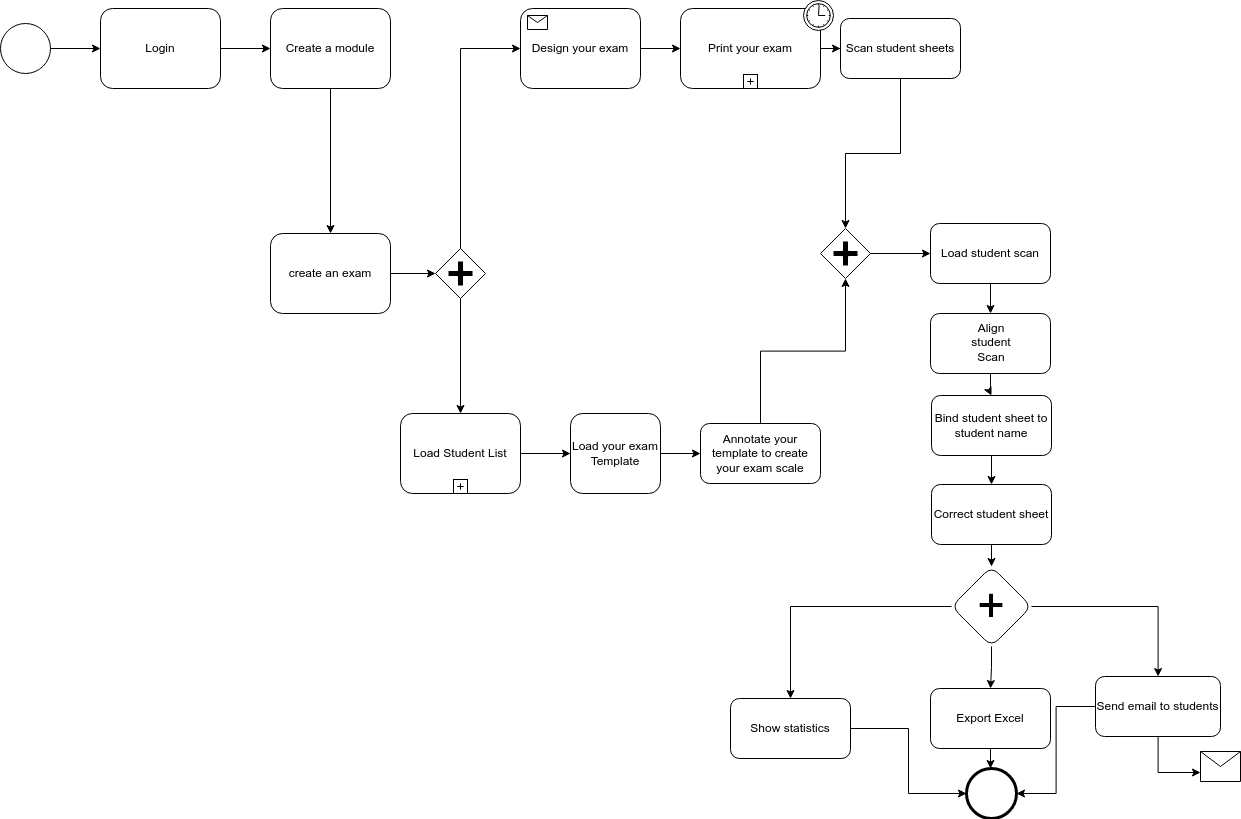 Login
Create a module
Design your exam
Print your exam
Scan student sheets
create an exam
Load student scan
Align
student
Scan
Bind student sheet to
student name
Load Student List
Load your exam
Template
Annotate your
template to create
your exam scale
Correct student sheet
Show statistics
Export Excel
Send email to students